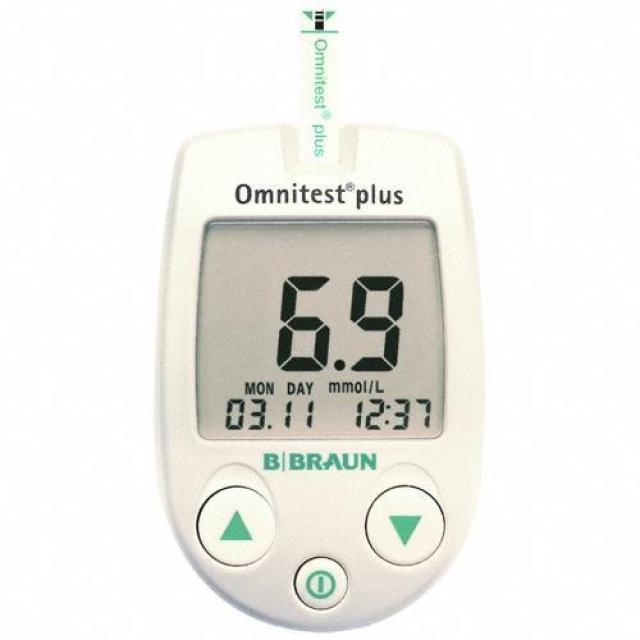 Omnitest® plus
Omnitest®plus
6.9
MON DAY mmol/L
03.11 12:37
B|BRAUN